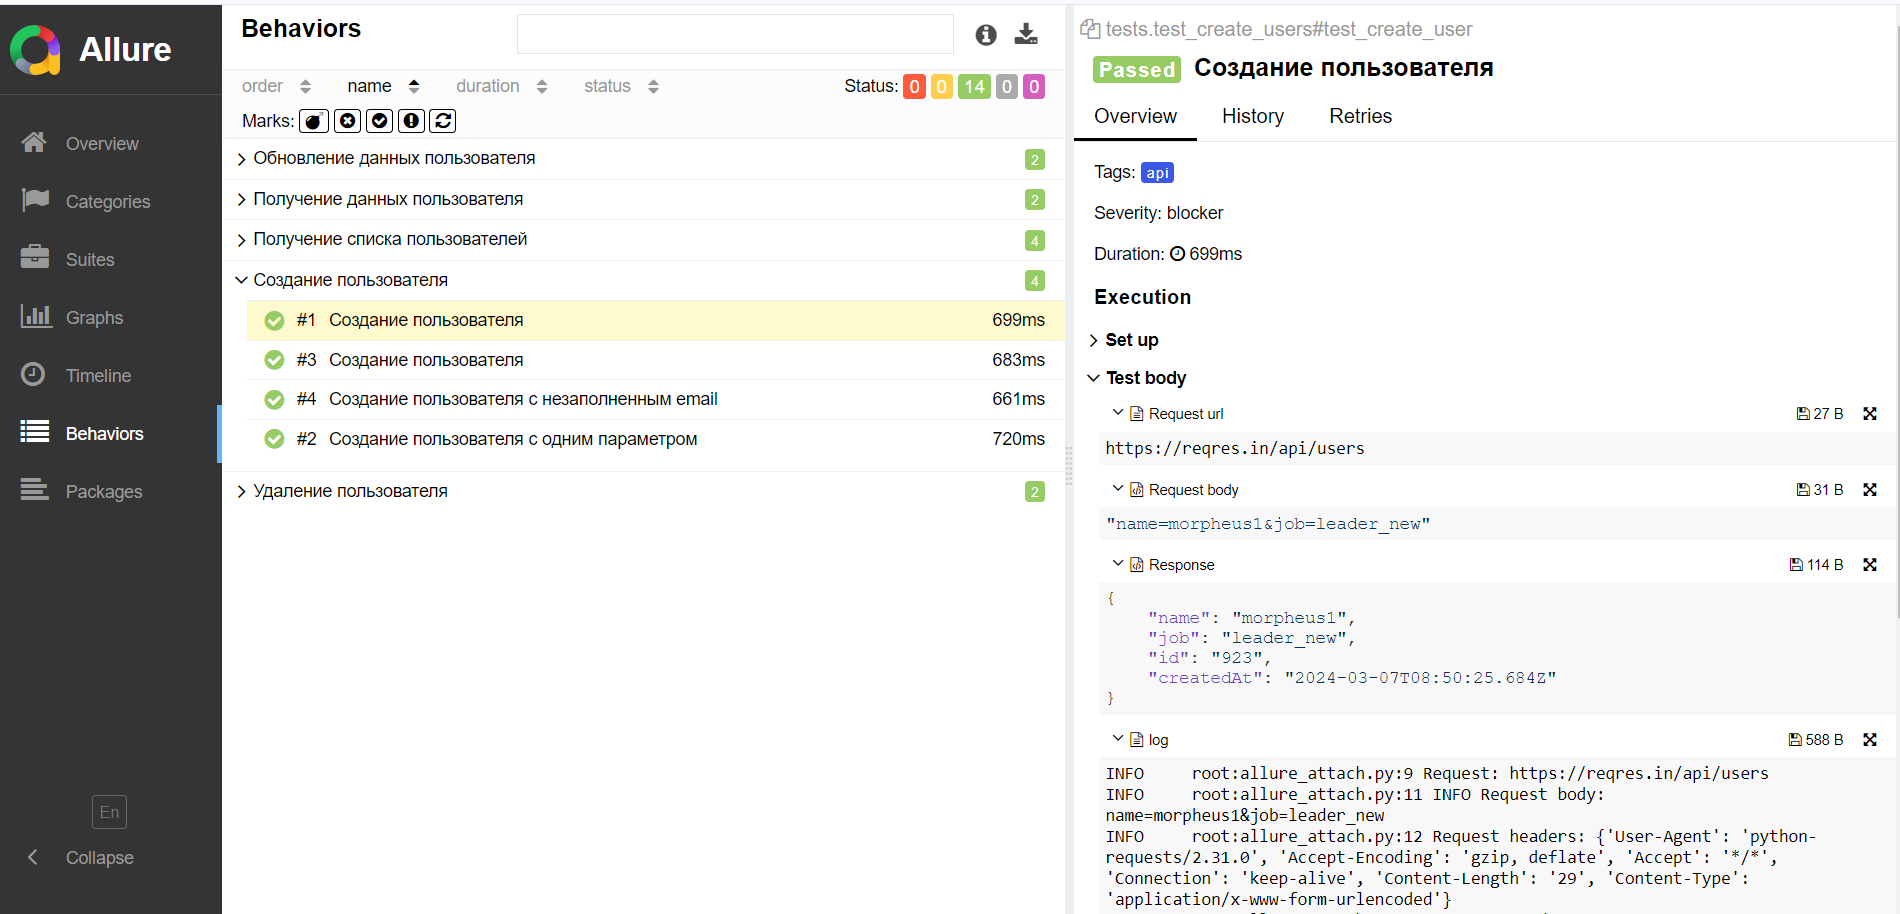 Allure
Overview
Categories
Suites
Graphs
Timeline
Behaviors
Packages
En
Collapse
Behaviors
order name duration status Status: 0 0 14 0 0
Marks:
Обновление данных пользователя 2
Получение данных пользователя 2
Получение списка пользователей 4
Создание пользователя 4
#1 Создание пользователя 699ms
#3 Создание пользователя 683ms
#4 Создание пользователя с незаполненным email 661ms
#2 Создание пользователя с одним параметром 720ms
Удаление пользователя 2
tests.test_create_users#test_create_user
Passed Создание пользователя
Overview History Retries
Tags: api
Severity: blocker
Duration: 699ms
Execution
Set up
Test body
Request url 27 B
https://reqres.in/api/users
Request body 31 B
"name=morpheus1&job=leader_new"
Response 114 B
{
"name": "morpheus1",
"job": "leader_new",
"id": "923",
"createdAt": "2024-03-07T08:50:25.684Z"
}
log 588 B
INFO root:allure_attach.py:9 Request: https://reqres.in/api/users
INFO root:allure_attach.py:11 INFO Request body:
name=morpheus1&job=leader_new
INFO root:allure_attach.py:12 Request headers: {'User-Agent': 'python-
requests/2.31.0', 'Accept-Encoding': 'gzip, deflate', 'Accept': '*/*',
'Connection': 'keep-alive', 'Content-Length': '29', 'Content-Type':
'application/x-www-form-urlencoded'}